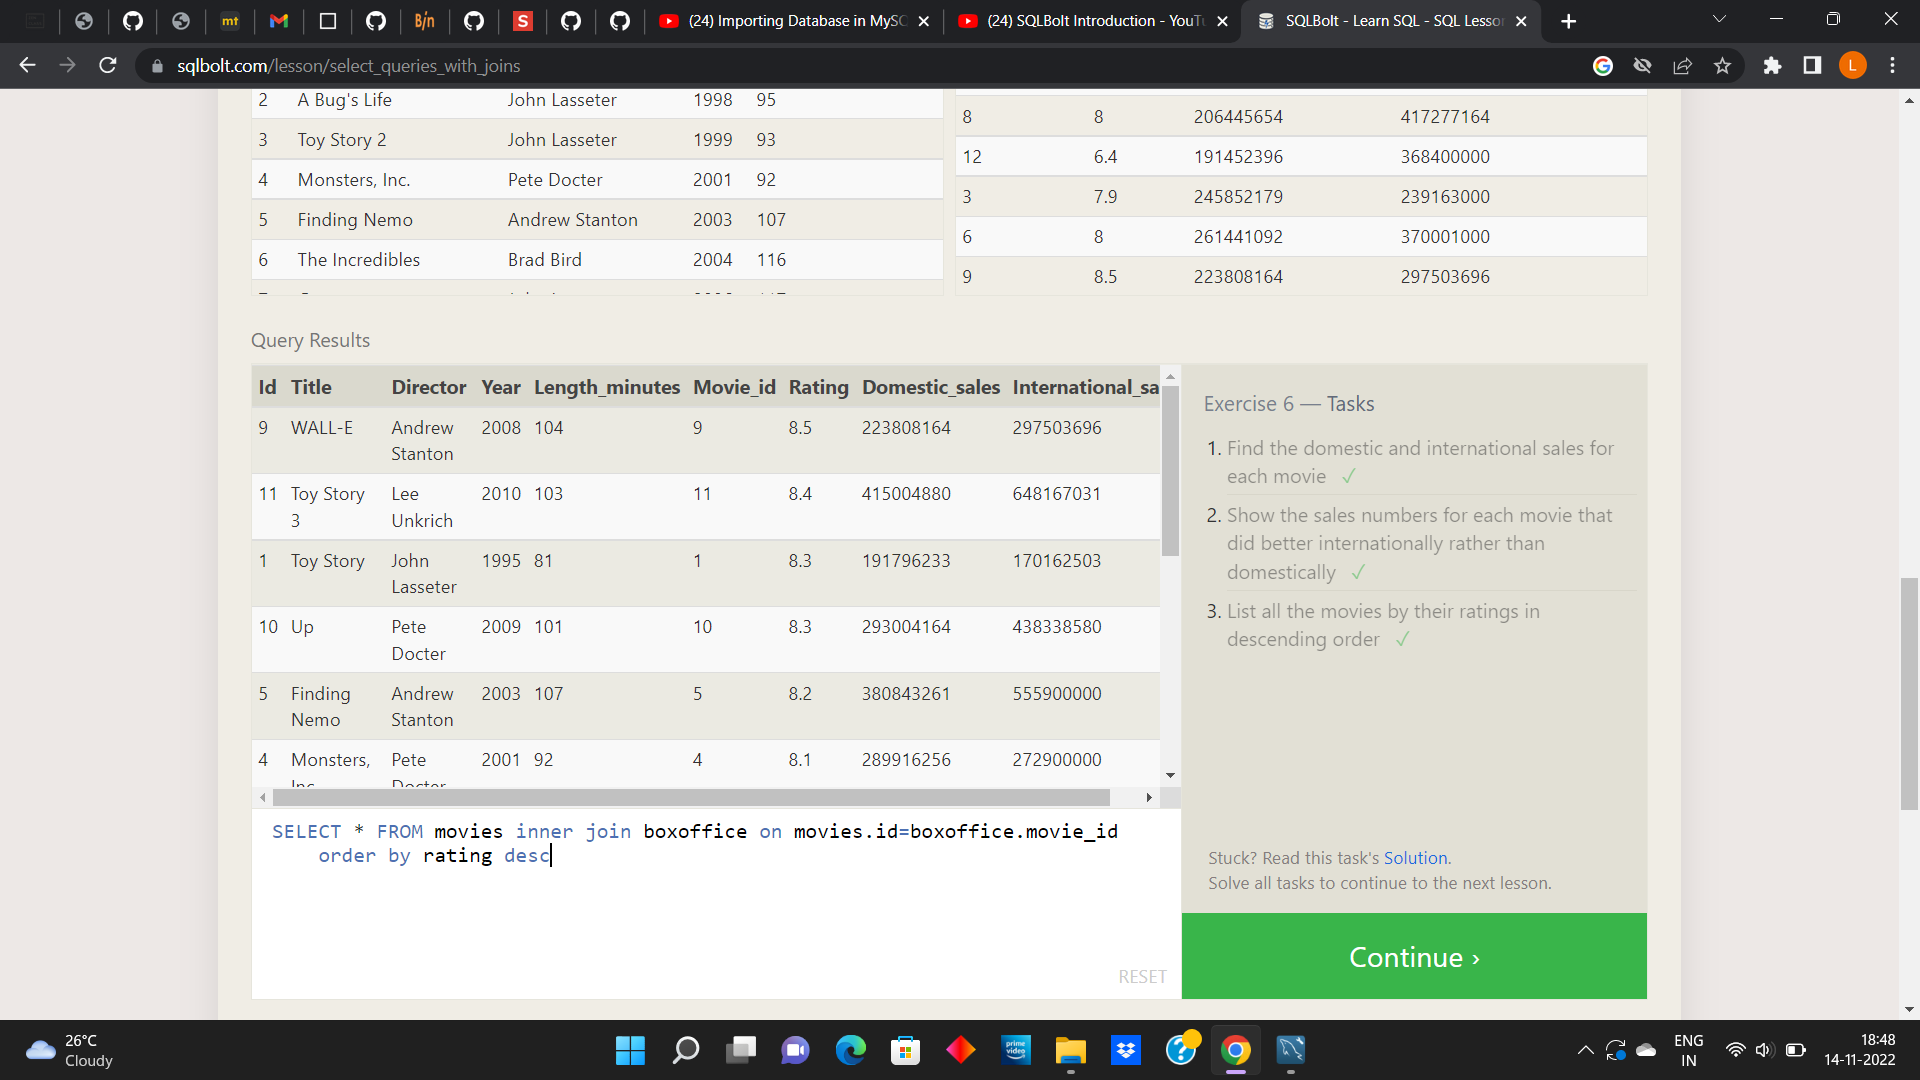 mt
B/n
S
(24) Importing Database in MySQ
(24) SQLBolt Introduction - YouTu
SQLBolt - Learn SQL - SQL Lesson
sqlbolt.com/lesson/select_queries_with_joins
L
2 A Bug's Life John Lasseter 1998 95
3 Toy Story 2 John Lasseter 1999 93
4 Monsters, Inc. Pete Docter 2001 92
5 Finding Nemo Andrew Stanton 2003 107
6 The Incredibles Brad Bird 2004 116
8 8 206445654 417277164
12 6.4 191452396 368400000
3 7.9 245852179 239163000
6 8 261441092 370001000
9 8.5 223808164 297503696
Query Results
Id Title Director Year Length_minutes Movie_id Rating Domestic_sales International_sa
9 WALL-E Andrew 2008 104 9 8.5 223808164 297503696
Stanton
11 Toy Story Lee 2010 103 11 8.4 415004880 648167031
3 Unkrich
1 Toy Story John 1995 81 1 8.3 191796233 170162503
Lasseter
10 Up Pete 2009 101 10 8.3 293004164 438338580
Docter
5 Finding Andrew 2003 107 5 8.2 380843261 555900000
Nemo Stanton
4 Monsters, Pete 2001 92 4 8.1 289916256 272900000
Inc. Docter
SELECT * FROM movies inner join boxoffice on movies.id=boxoffice.movie_id
order by rating desc
RESET
Exercise 6 — Tasks
1. Find the domestic and international sales for
each movie ✓
2. Show the sales numbers for each movie that
did better internationally rather than
domestically ✓
3. List all the movies by their ratings in
descending order ✓
Stuck? Read this task's Solution.
Solve all tasks to continue to the next lesson.
Continue ›
26°C
Cloudy
prime
video
ENG
IN
18:48
14-11-2022